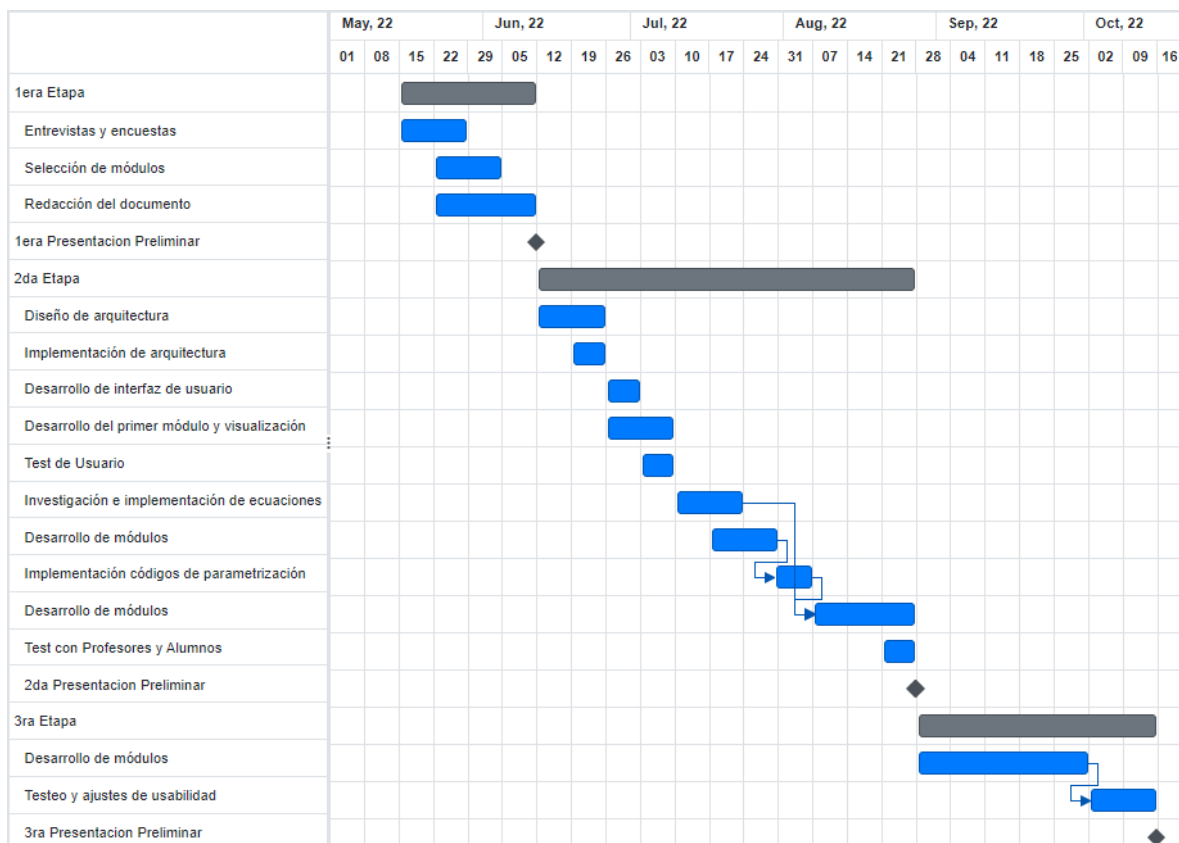 May, 22 Jun, 22 Jul, 22 Aug, 22 Sep, 22 Oct, 22
01 08 15 22 29 05 12 19 26 03 10 17 24 31 07 14 21 28 04 11 18 25 02 09 16
1era Etapa
Entrevistas y encuestas
Selección de módulos
Redacción del documento
1era Presentacion Preliminar
2da Etapa
Diseño de arquitectura
Implementación de arquitectura
Desarrollo de interfaz de usuario
Desarrollo del primer módulo y visualización
Test de Usuario
Investigación e implementación de ecuaciones
Desarrollo de módulos
Implementación códigos de parametrización
Desarrollo de módulos
Test con Profesores y Alumnos
2da Presentacion Preliminar
3ra Etapa
Desarrollo de módulos
Testeo y ajustes de usabilidad
3ra Presentacion Preliminar